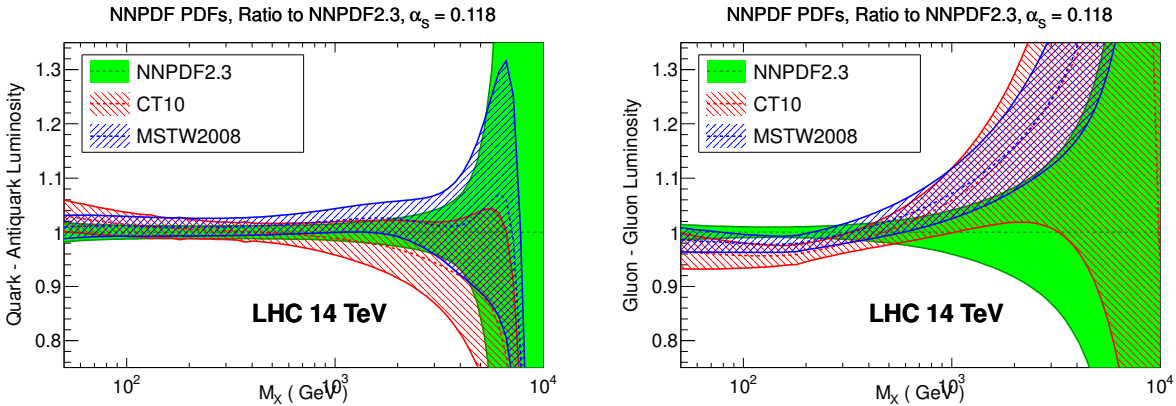 NNPDF PDFs, Ratio to NNPDF2.3, αS = 0.118
Quark - Antiquark Luminosity
1.3
1.2
1.1
1
0.9
0.8
NNPDF2.3
CT10
MSTW2008
LHC 14 TeV
10²
10³
10⁴
MX ( GeV )
NNPDF PDFs, Ratio to NNPDF2.3, αS = 0.118
Gluon - Gluon Luminosity
1.3
1.2
1.1
1
0.9
0.8
NNPDF2.3
CT10
MSTW2008
LHC 14 TeV
10²
10³
10⁴
MX ( GeV )